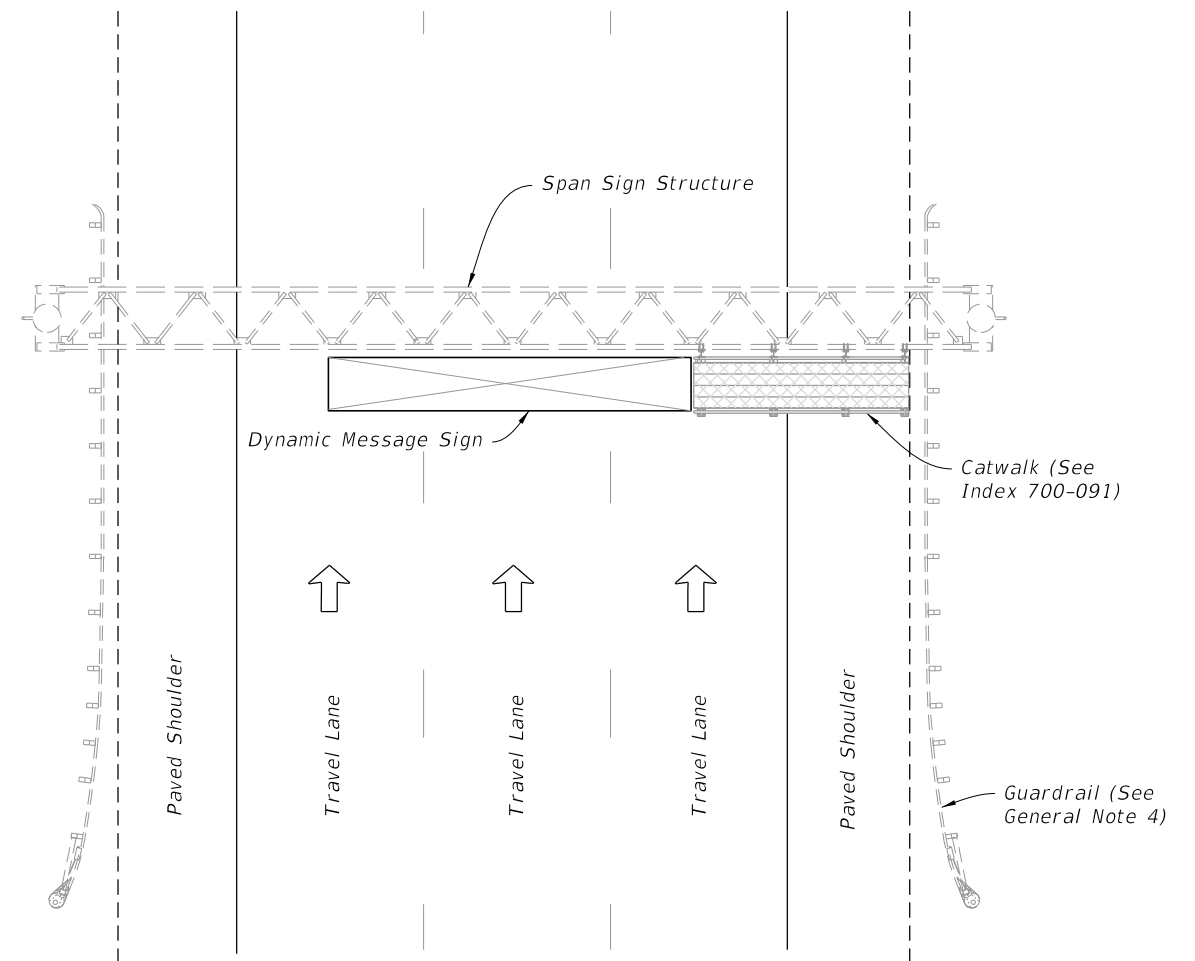 Span Sign Structure
Dynamic Message Sign
Catwalk (See
Index 700-091)
Paved Shoulder
Travel Lane
Travel Lane
Travel Lane
Paved Shoulder
Guardrail (See
General Note 4)